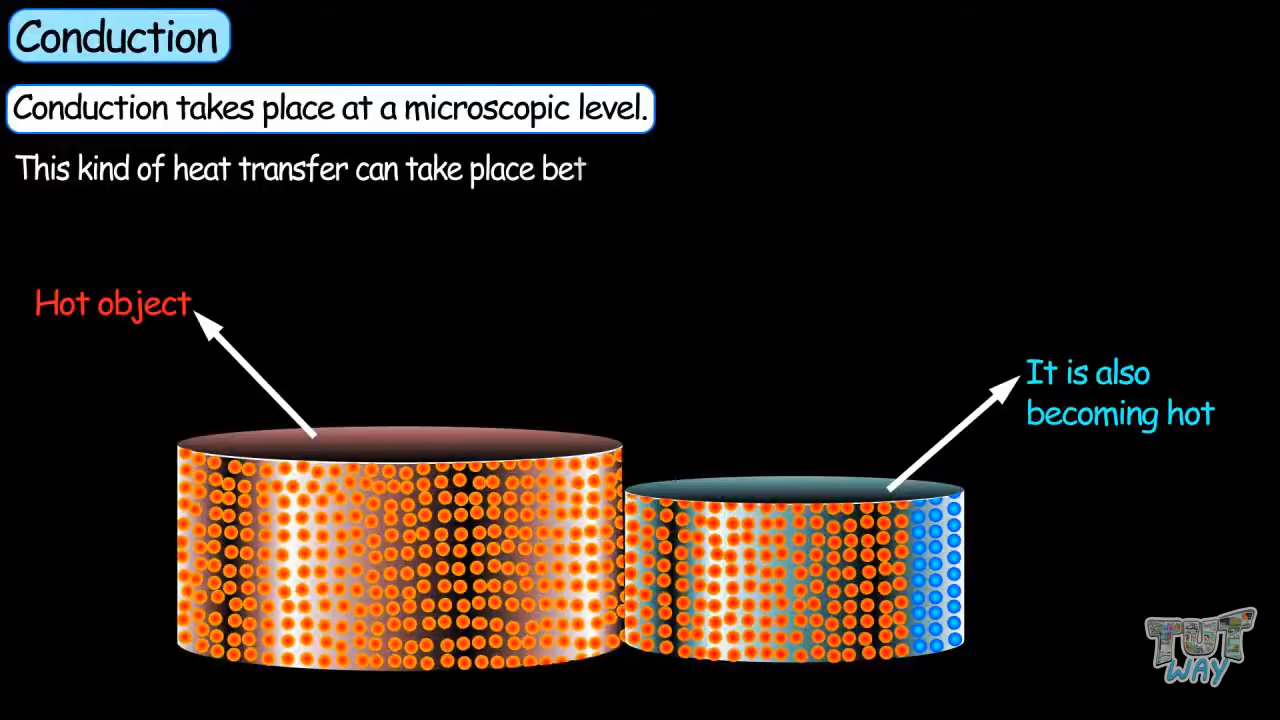 Conduction
Conduction takes place at a microscopic level.
This kind of heat transfer can take place bet
Hot object
It is also
becoming hot
TUT
WAY